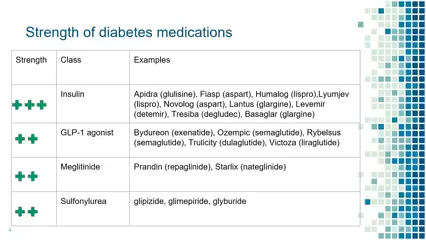 Strength of diabetes medications
Strength Class Examples
Insulin Apidra (glulisine), Fiasp (aspart), Humalog (lispro),Lyumjev
(lispro), Novolog (aspart), Lantus (glargine), Levemir
(detemir), Tresiba (degludec), Basaglar (glargine)
GLP-1 agonist Bydureon (exenatide), Ozempic (semaglutide), Rybelsus
(semaglutide), Trulicity (dulaglutide), Victoza (liraglutide)
Meglitinide Prandin (repaglinide), Starlix (nateglinide)
Sulfonylurea glipizide, glimepiride, glyburide
4